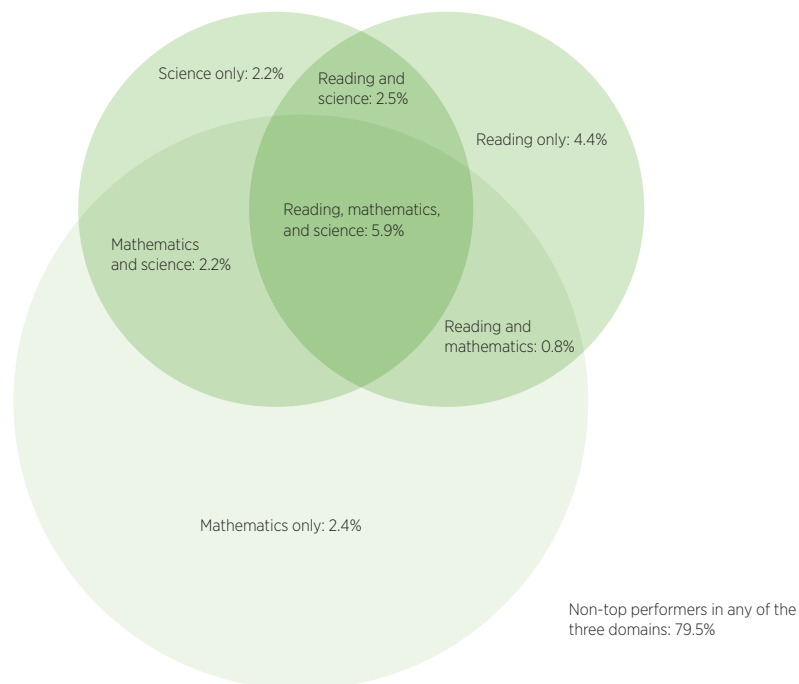 Science only: 2.2%
Reading and
science: 2.5%
Reading only: 4.4%
Reading, mathematics,
and science: 5.9%
Mathematics
and science: 2.2%
Reading and
mathematics: 0.8%
Mathematics only: 2.4%
Non-top performers in any of the
three domains: 79.5%